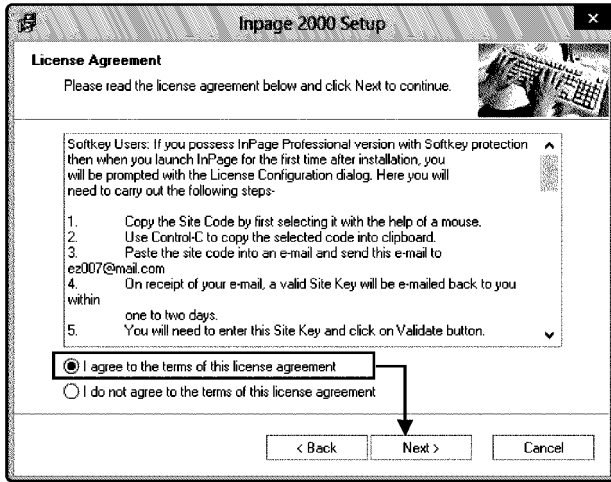 Inpage 2000 Setup
License Agreement
Please read the license agreement below and click Next to continue.
Softkey Users: If you possess InPage Professional version with Softkey protection
then when you launch InPage for the first time after installation, you
will be prompted with the License Configuration dialog. Here you will
need to carry out the following steps-
1. Copy the Site Code by first selecting it with the help of a mouse.
2. Use Control-C to copy the selected code into clipboard.
3. Paste the site code into an e-mail and send this e-mail to
ez007@mail.com
4. On receipt of your e-mail, a valid Site Key will be e-mailed back to you
within
one to two days.
5. You will need to enter this Site Key and click on Validate button.
I agree to the terms of this license agreement
I do not agree to the terms of this license agreement
< Back Next > Cancel